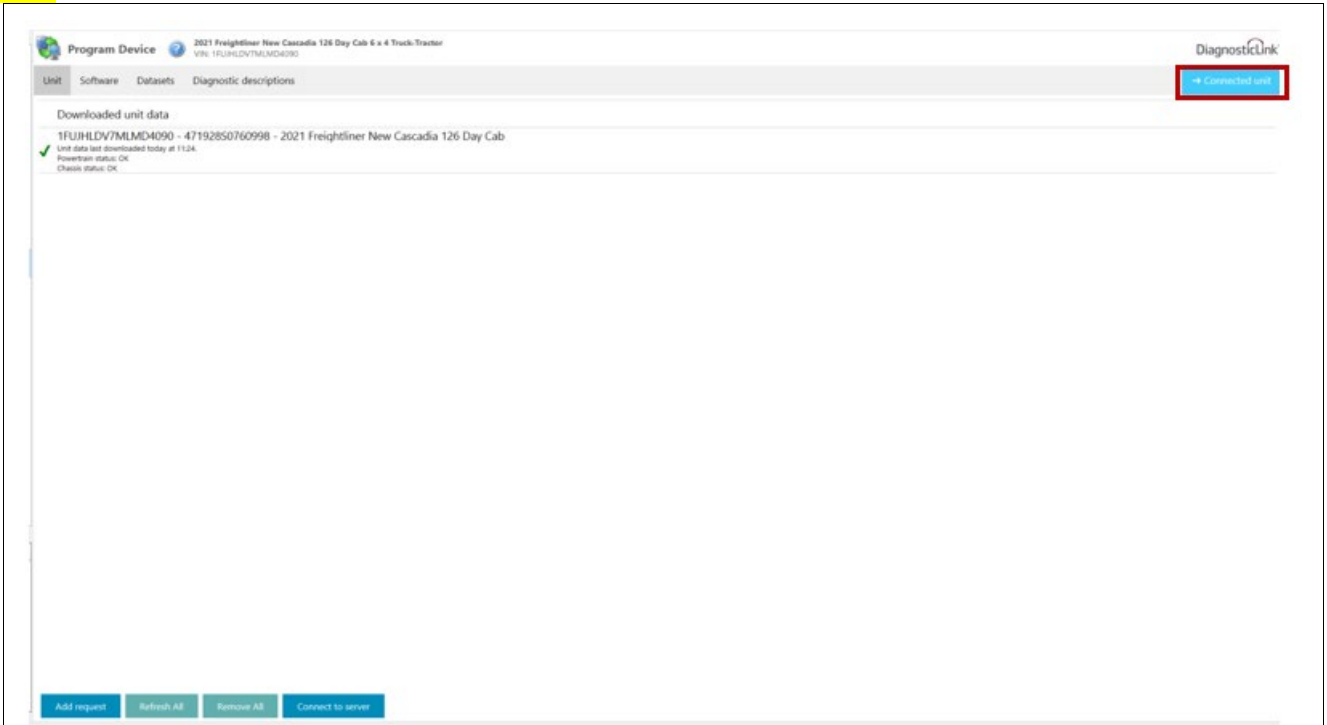 Program Device
2021 Freightliner New Cascadia 126 Day Cab 6 x 4 Truck-Tractor
VIN: 1FUJHLDV7MLMD4090
DiagnosticLink
Unit Software Datasets Diagnostic descriptions
→ Connected unit
Downloaded unit data
1FUJHLDV7MLMD4090 - 471928S0760998 - 2021 Freightliner New Cascadia 126 Day Cab
Unit data last downloaded today at 11:24.
Powertrain status: OK
Chassis status: OK
Add request Refresh All Remove All Connect to server